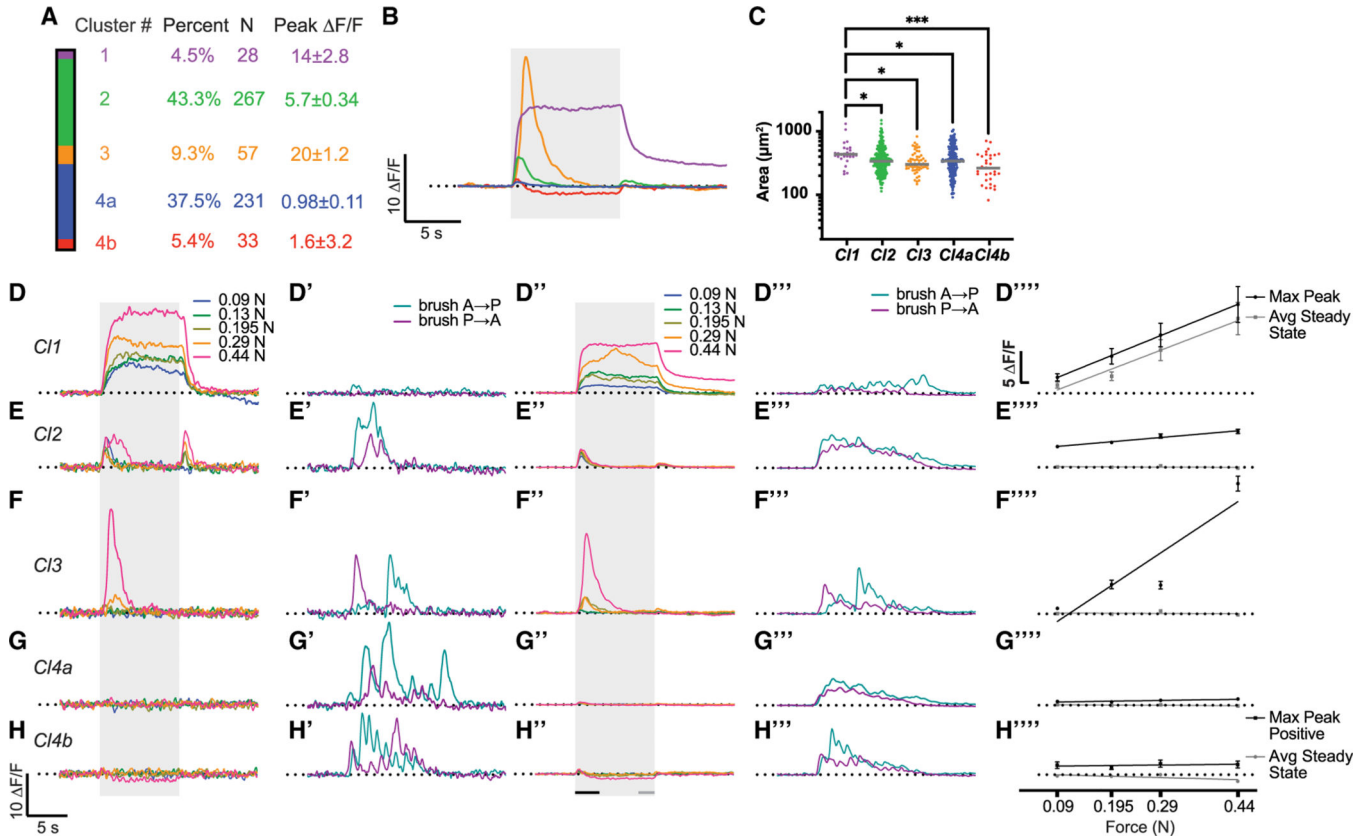 A
Cluster # Percent N Peak ΔF/F
1 4.5% 28 14±2.8
2 43.3% 267 5.7±0.34
3 9.3% 57 20±1.2
4a 37.5% 231 0.98±0.11
4b 5.4% 33 1.6±3.2
B
10 ΔF/F
5 s
C
***
*
*
*
Area (µm²)
1000
100
Cl1 Cl2 Cl3 Cl4a Cl4b
D
0.09 N
0.13 N
0.195 N
0.29 N
0.44 N
Cl1
D'
brush A→P
brush P→A
D''
0.09 N
0.13 N
0.195 N
0.29 N
0.44 N
D'''
brush A→P
brush P→A
D''''
Max Peak
Avg Steady
State
5 ΔF/F
E
Cl2
E'
E''
E'''
E''''
F
Cl3
F'
F''
F'''
F''''
G
Cl4a
G'
G''
G'''
G''''
H
Cl4b
H'
H''
H'''
H''''
Max Peak
Positive
Avg Steady
State
10 ΔF/F
5 s
0.09 0.195 0.29 0.44
Force (N)